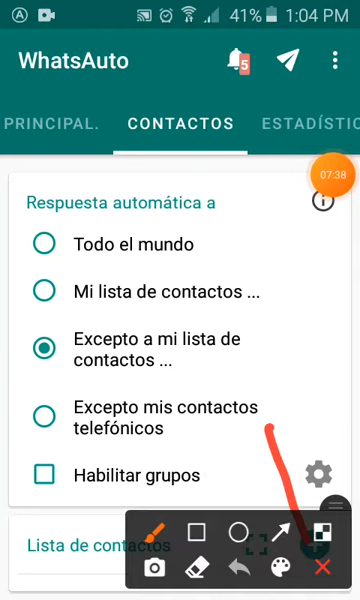 A 41% 1:04 PM
WhatsAuto
5
PRINCIPAL. CONTACTOS ESTADÍSTIC
07:38
Respuesta automática a
Todo el mundo
Mi lista de contactos ...
Excepto a mi lista de
contactos ...
Excepto mis contactos
telefónicos
Habilitar grupos
Lista de contactos